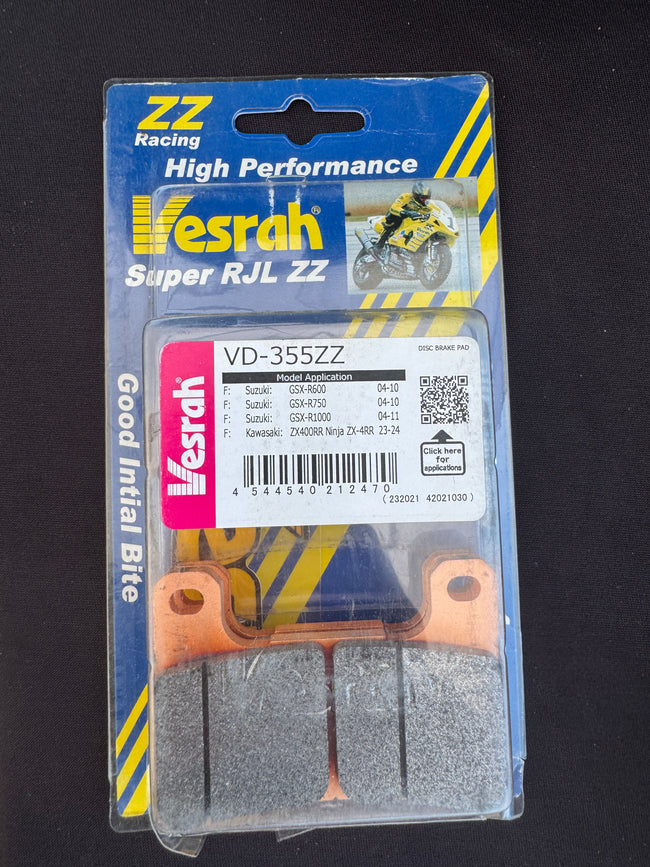 ZZ
Racing
High Performance
Vesrah®
Super RJL ZZ
Good Intial Bite
Vesrah®
VD-355ZZ
DISC BRAKE PAD
Model Application
F: Suzuki: GSX-R600 04-10
F: Suzuki: GSX-R750 04-10
F: Suzuki: GSX-R1000 04-11
F: Kawasaki: ZX400RR Ninja ZX-4RR 23-24
Click here
for
applications
4 544540 212470
( 232021 42021030 )